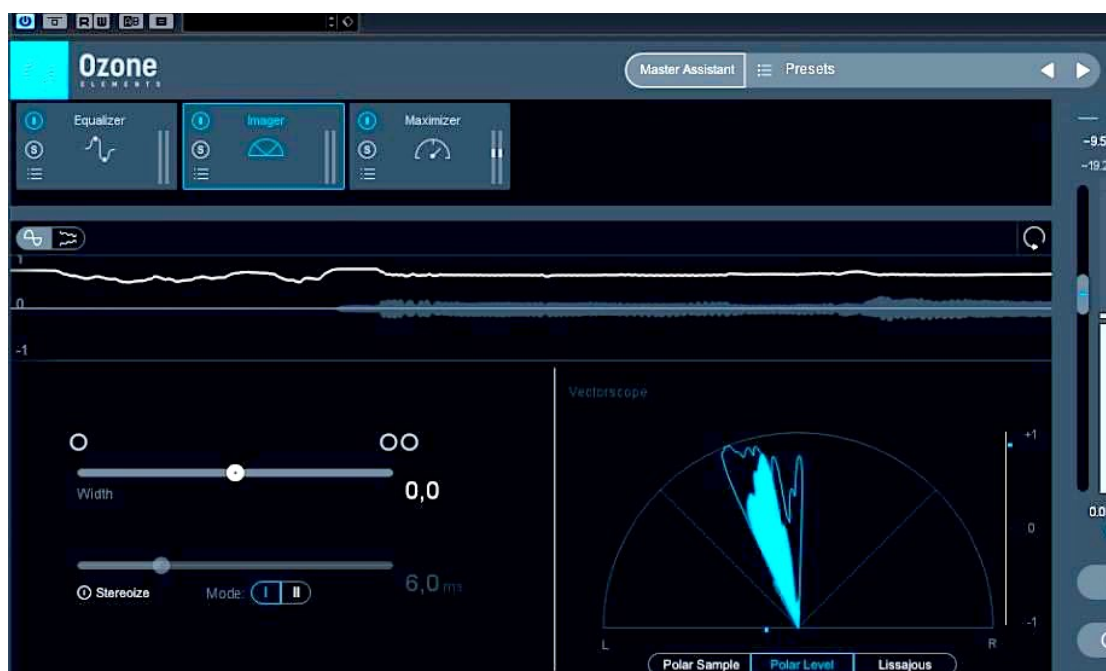 R W
Ozone
ELEMENTS
Master Assistant
Presets
Equalizer
Imager
Maximizer
S
S
S
-9.5
-19.2
1
0
-1
Vectorscope
+1
0
-1
Width
0,0
Stereoize
Mode:
I
II
6,0 ms
0.0
L
R
Polar Sample
Polar Level
Lissajous